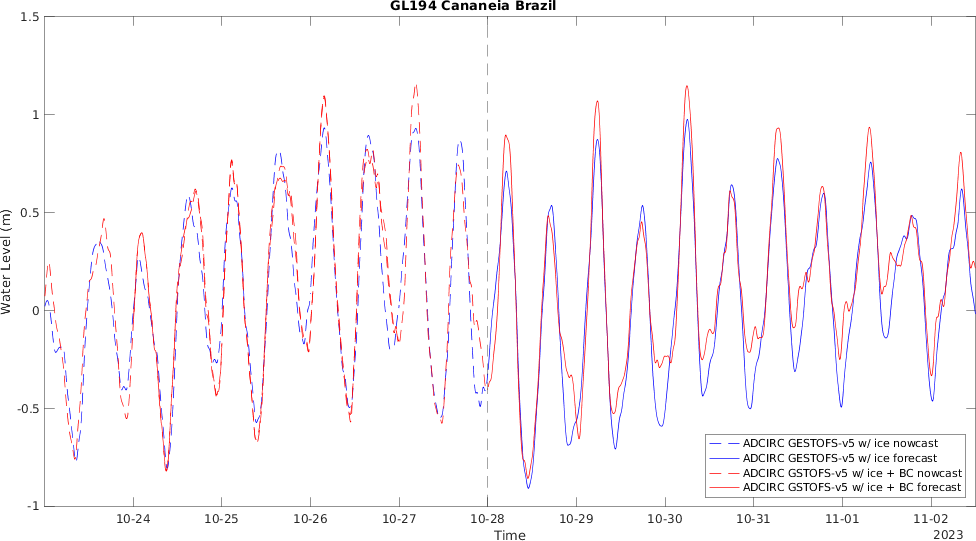 GL194 Cananeia Brazil
1.5
1
0.5
0
-0.5
-1
Water Level (m)
10-24
10-25
10-26
10-27
10-28
10-29
10-30
10-31
11-01
11-02
Time
2023
ADCIRC GESTOFS-v5 w/ ice nowcast
ADCIRC GESTOFS-v5 w/ ice forecast
ADCIRC GSTOFS-v5 w/ ice + BC nowcast
ADCIRC GSTOFS-v5 w/ ice + BC forecast